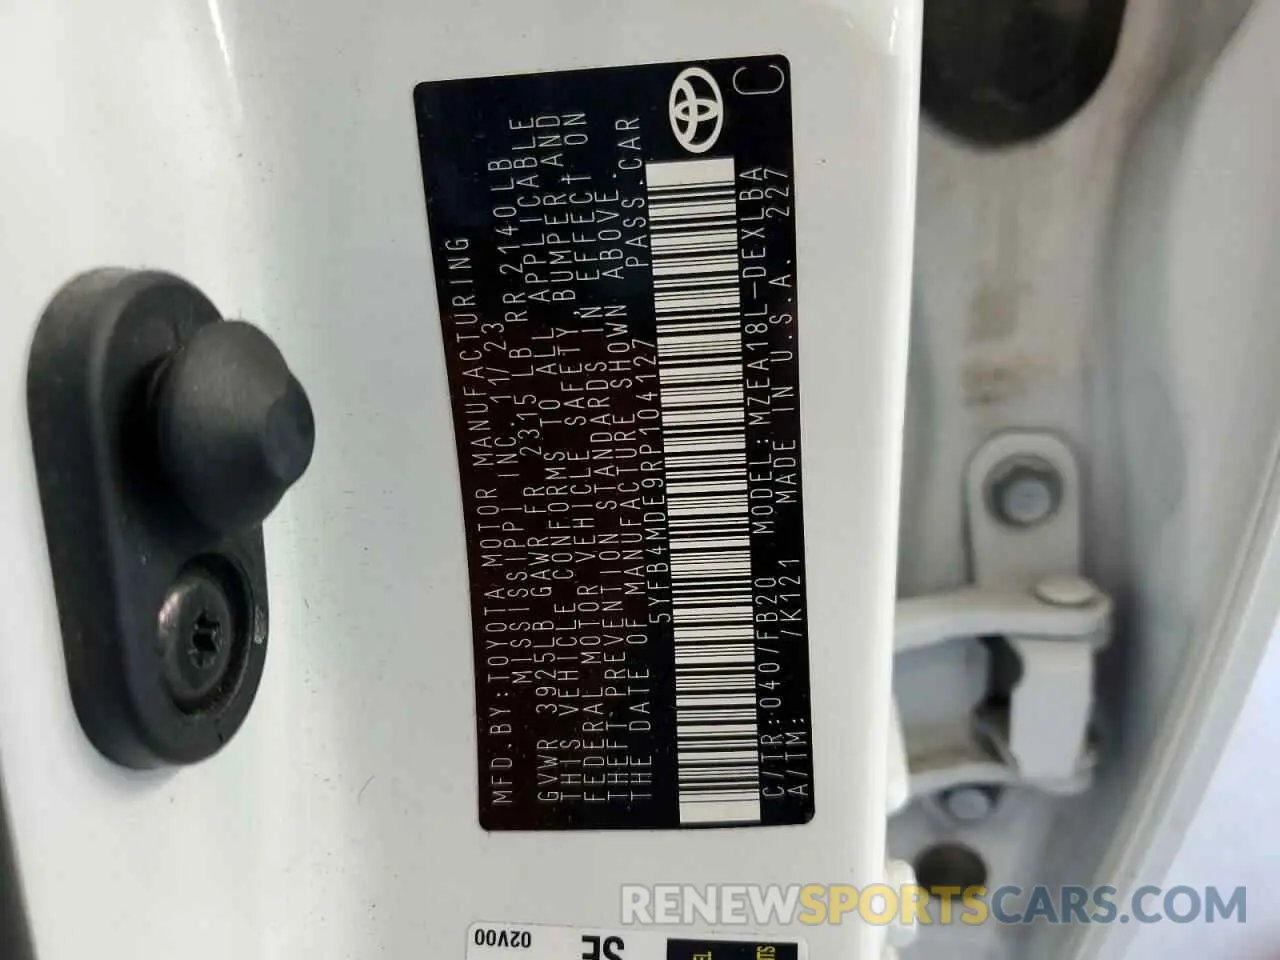 MFD.BY:TOYOTA MOTOR MANUFACTURING
MISSISSIPPI INC. 11/23
GVWR 3925LB GAWR FR 2315 LB RR 2140LB
THIS VEHICLE CONFORMS TO ALL APPLICABLE
FEDERAL MOTOR VEHICLE SAFETY, BUMPER, AND
THEFT PREVENTION STANDARDS IN EFFECT ON
THE DATE OF MANUFACTURE SHOWN ABOVE.
5YFB4MDE9RP104127 PASS.CAR
C/TR:040/FB20 MODEL:MZEA18L-DEXLBA
A/TM: /K121 MADE IN U.S.A. 227
C
02V00
SE
RENEWSPORTSCARS.COM